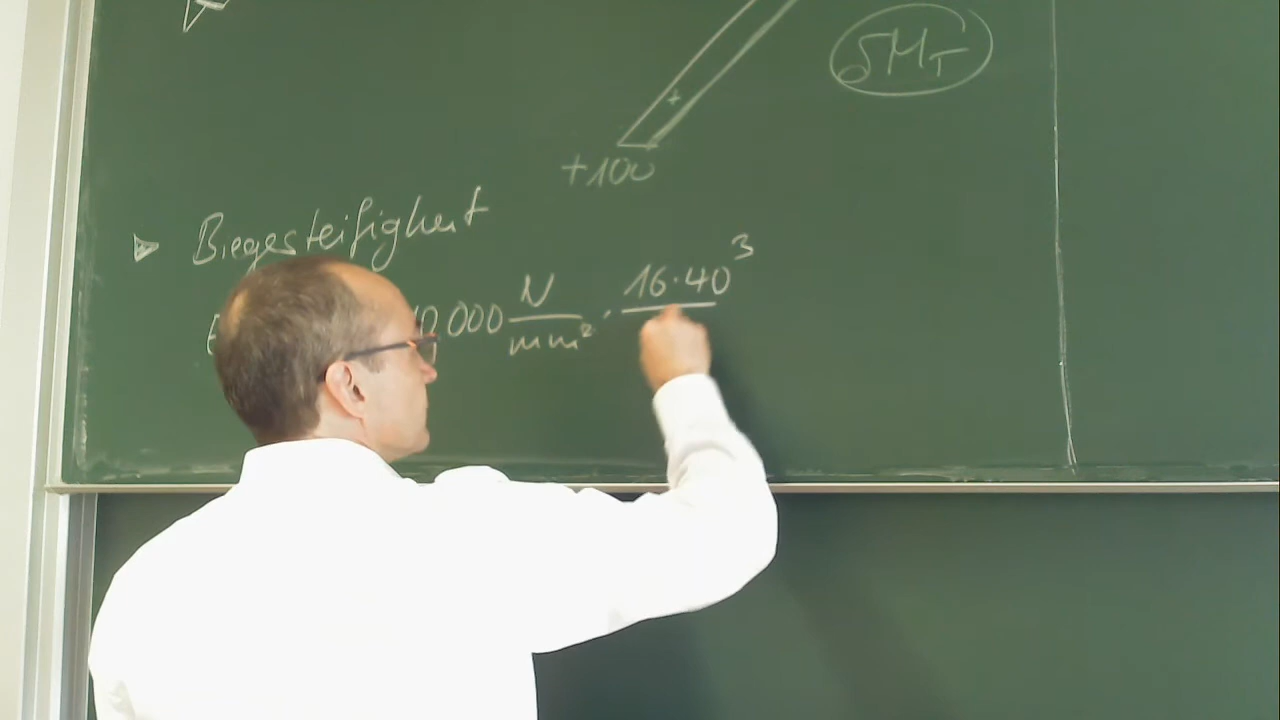 δM_T
+
+100
▷ Biegesteifigkeit
0 000 N/mm² · 16·40³